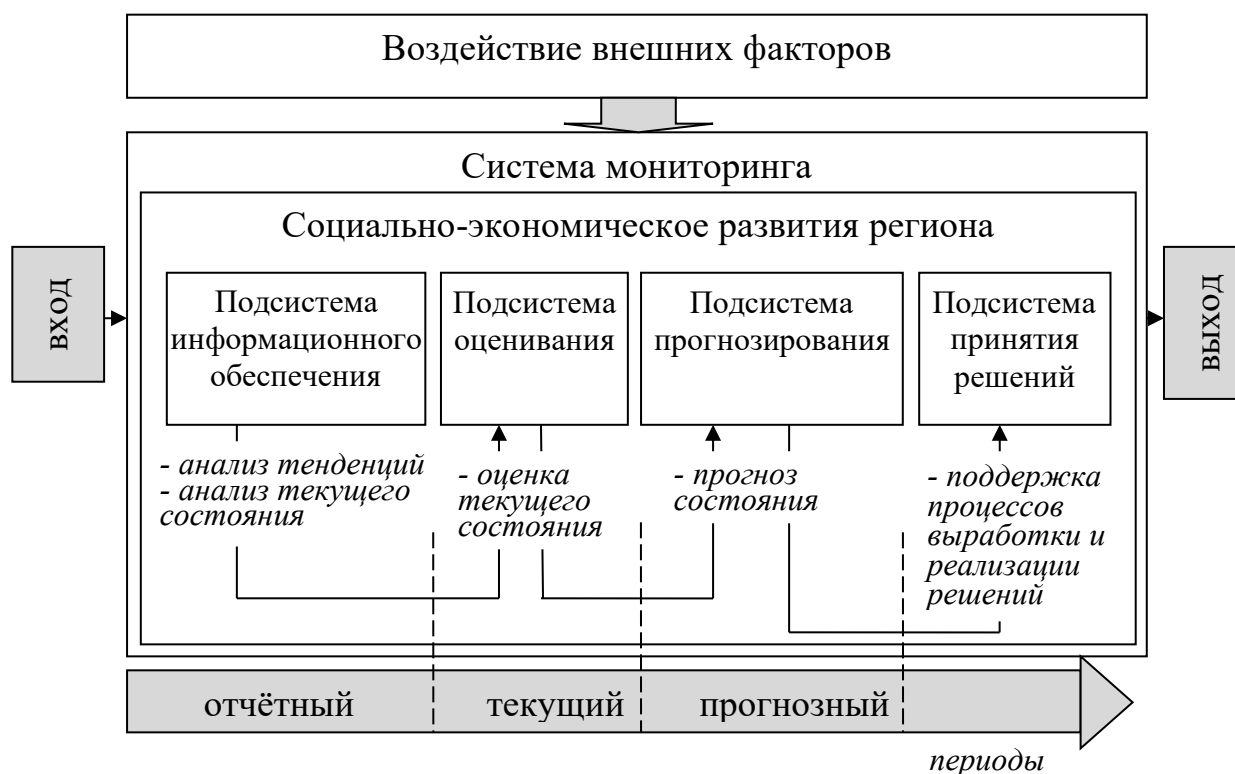 Воздействие внешних факторов
Система мониторинга
Социально-экономическое развития региона
ВХОД
Подсистема
информационного
обеспечения
Подсистема
оценивания
Подсистема
прогнозирования
Подсистема
принятия
решений
ВЫХОД
- анализ тенденций
- анализ текущего
состояния
- оценка
текущего
состояния
- прогноз
состояния
- поддержка
процессов
выработки и
реализации
решений
отчётный
текущий
прогнозный
периоды